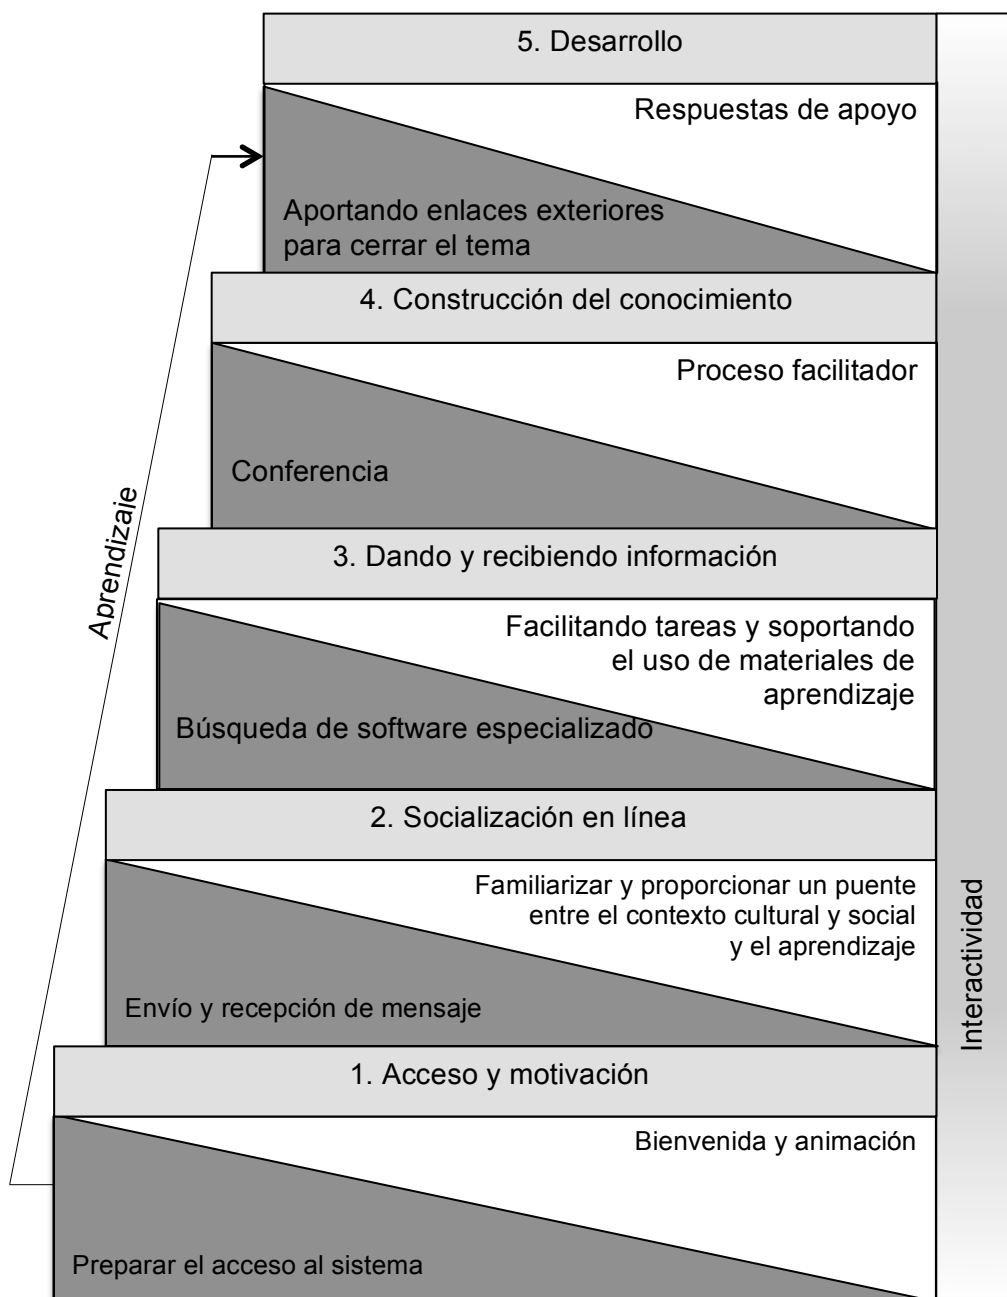 5. Desarrollo
Respuestas de apoyo
Aportando enlaces exteriores
para cerrar el tema
4. Construcción del conocimiento
Proceso facilitador
Conferencia
3. Dando y recibiendo información
Facilitando tareas y soportando
el uso de materiales de
aprendizaje
Búsqueda de software especializado
2. Socialización en línea
Familiarizar y proporcionar un puente
entre el contexto cultural y social
y el aprendizaje
Envío y recepción de mensaje
1. Acceso y motivación
Bienvenida y animación
Preparar el acceso al sistema
Aprendizaje
Interactividad